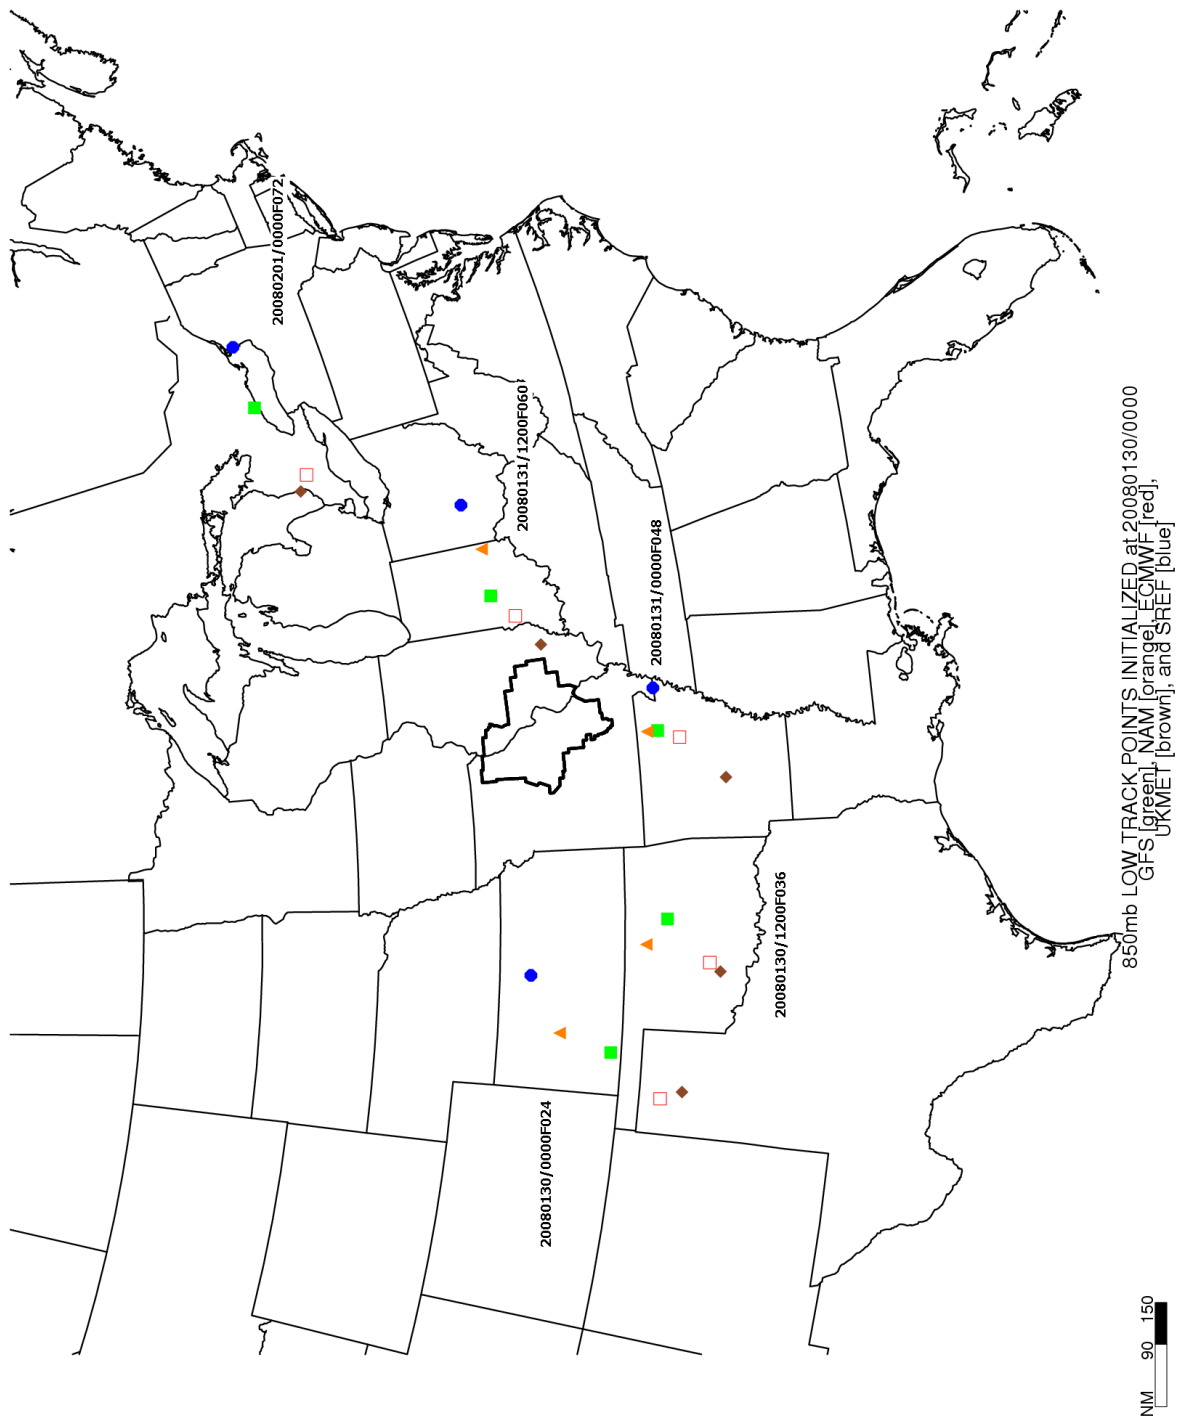 20080201/0000F072
20080131/1200F060
20080131/0000F048
20080130/1200F036
20080130/0000F024
850mb LOW TRACK POINTS INITIALIZED at 20080130/0000
GFS [green], NAM [orange], ECMWF [red],
UKMET [brown], and SREF [blue]
NM 90 150